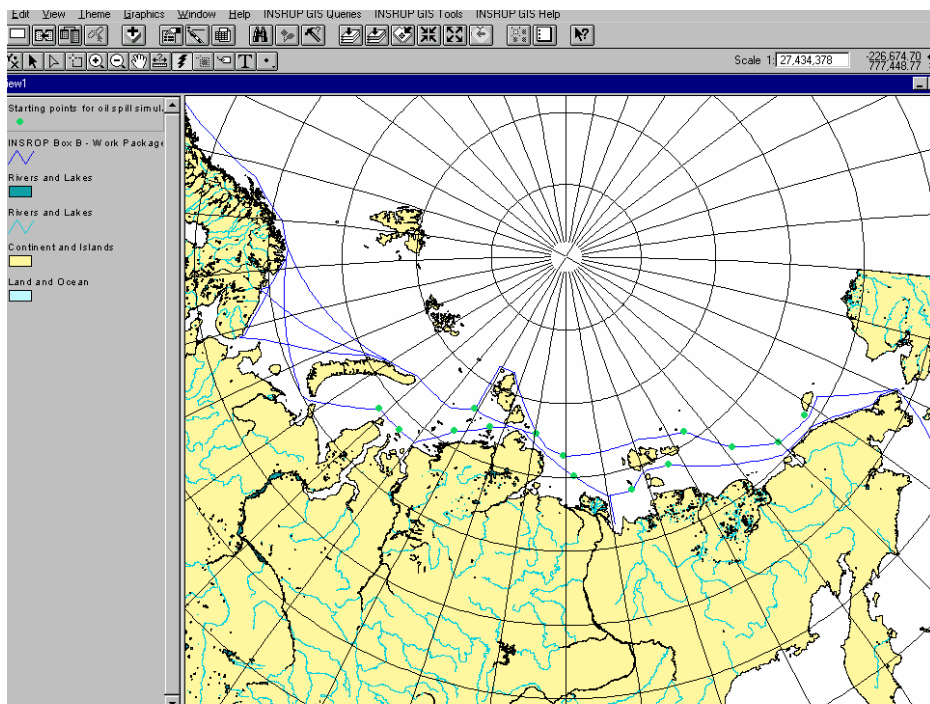 Edit View Theme Graphics Window Help INSROP GIS Queries INSROP GIS Tools INSROP GIS Help
T
Scale 1: 27,434,378 -226,674.70
777,448.77
iew1
Starting points for oil spill simul.
INSROP Box B - Work Package
Rivers and Lakes
Rivers and Lakes
Continent and Islands
Land and Ocean